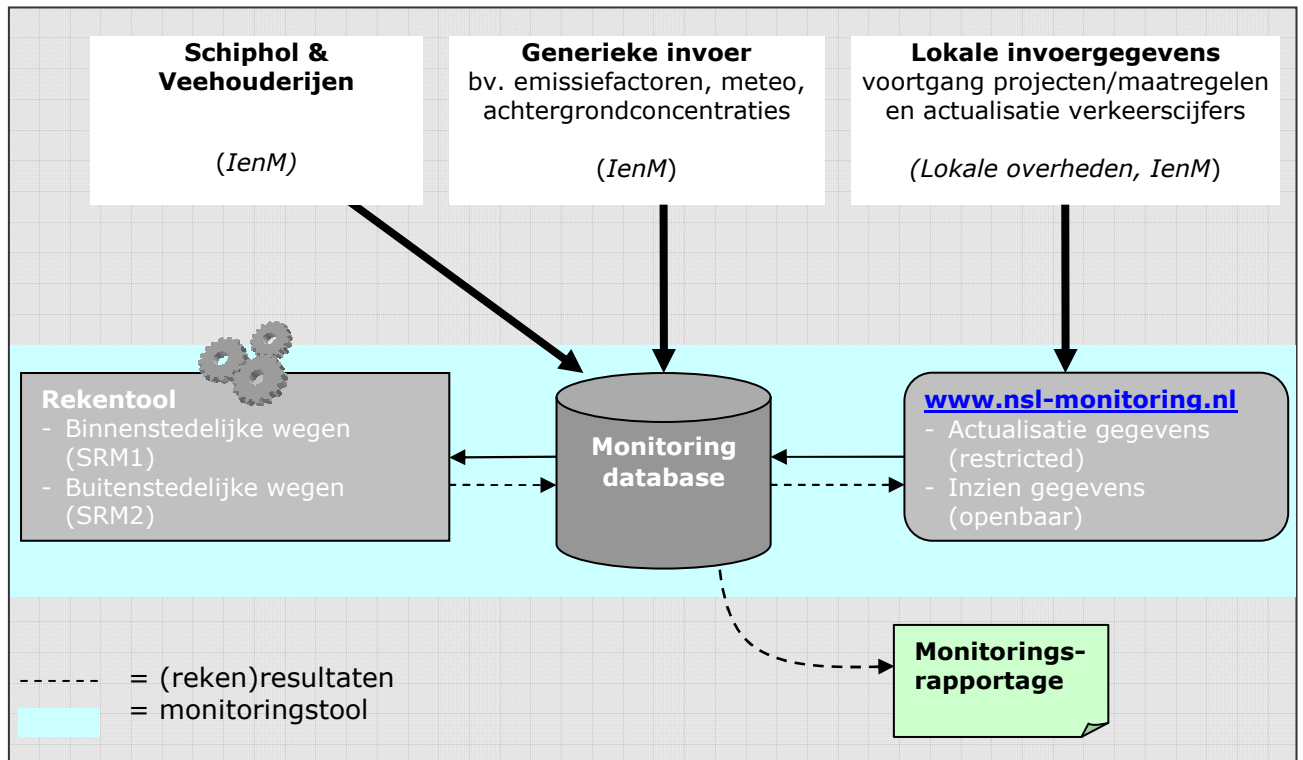 Schiphol &
Veehouderijen
(IenM)
Generieke invoer
bv. emissiefactoren, meteo,
achtergrondconcentraties
(IenM)
Lokale invoergegevens
voortgang projecten/maatregelen
en actualisatie verkeerscijfers
(Lokale overheden, IenM)
Rekentool
- Binnenstedelijke wegen
(SRM1)
- Buitenstedelijke wegen
(SRM2)
Monitoring
database
www.nsl-monitoring.nl
- Actualisatie gegevens
(restricted)
- Inzien gegevens
(openbaar)
Monitorings-
rapportage
= (reken)resultaten
= monitoringstool